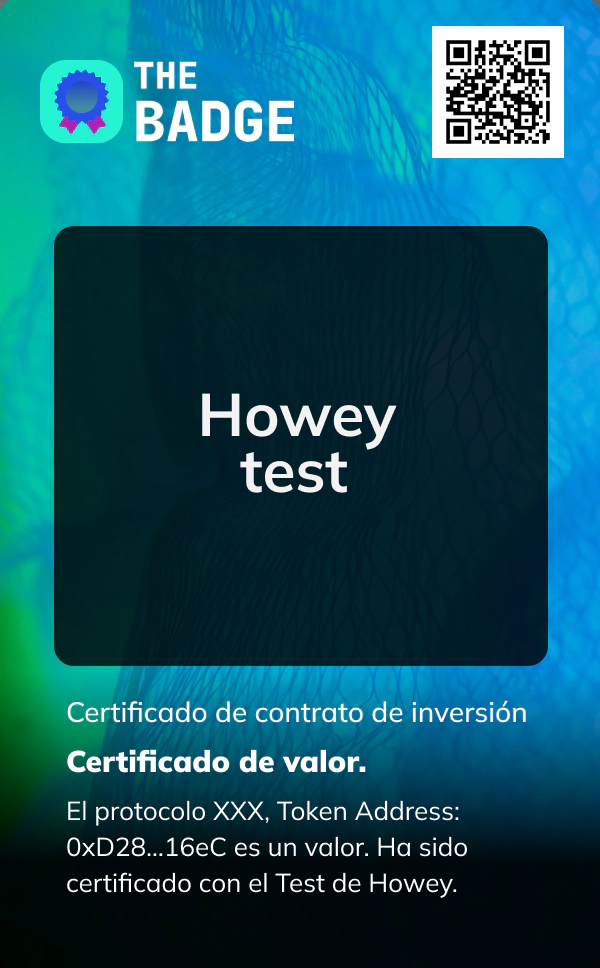 THE
BADGE
Howey
test
Certificado de contrato de inversión
Certificado de valor.
El protocolo XXX, Token Address:
0xD28...16eC es un valor. Ha sido
certificado con el Test de Howey.